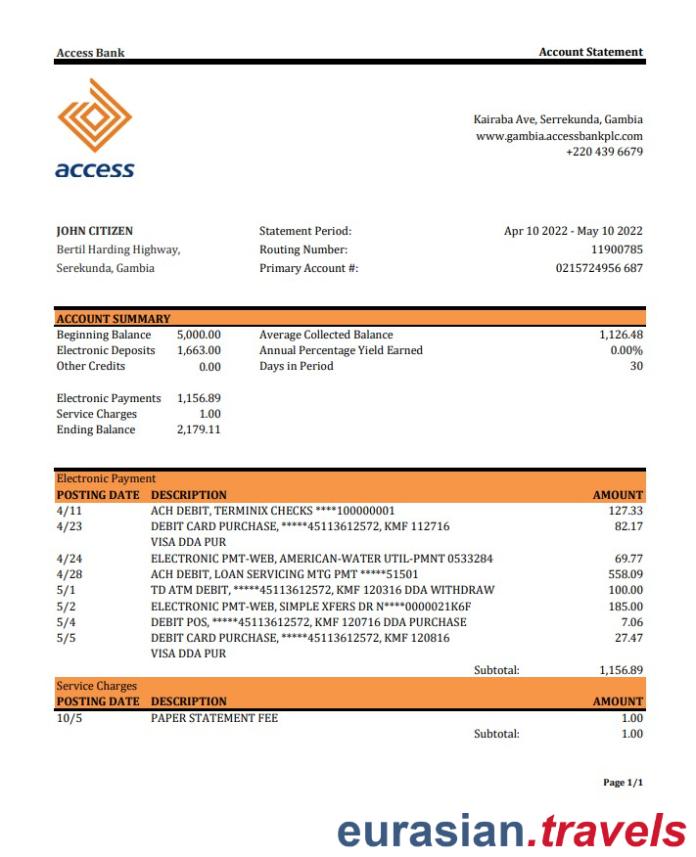 Access Bank Account Statement
access
Kairaba Ave, Serrekunda, Gambia
www.gambia.accessbankplc.com
+220 439 6679
JOHN CITIZEN Statement Period: Apr 10 2022 - May 10 2022
Bertil Harding Highway, Routing Number: 11900785
Serekunda, Gambia Primary Account #: 0215724956 687
ACCOUNT SUMMARY
Beginning Balance 5,000.00 Average Collected Balance 1,126.48
Electronic Deposits 1,663.00 Annual Percentage Yield Earned 0.00%
Other Credits 0.00 Days in Period 30
Electronic Payments 1,156.89
Service Charges 1.00
Ending Balance 2,179.11
Electronic Payment
POSTING DATE DESCRIPTION AMOUNT
4/11 ACH DEBIT, TERMINIX CHECKS ****100000001 127.33
4/23 DEBIT CARD PURCHASE, *****45113612572, KMF 112716 82.17
VISA DDA PUR
4/24 ELECTRONIC PMT-WEB, AMERICAN-WATER UTIL-PMNT 0533284 69.77
4/28 ACH DEBIT, LOAN SERVICING MTG PMT *****51501 558.09
5/1 TD ATM DEBIT, *****45113612572, KMF 120316 DDA WITHDRAW 100.00
5/2 ELECTRONIC PMT-WEB, SIMPLE XFERS DR N****0000021K6F 185.00
5/4 DEBIT POS, *****45113612572, KMF 120716 DDA PURCHASE 7.06
5/5 DEBIT CARD PURCHASE, *****45113612572, KMF 120816 27.47
VISA DDA PUR
Subtotal: 1,156.89
Service Charges
POSTING DATE DESCRIPTION AMOUNT
10/5 PAPER STATEMENT FEE 1.00
Subtotal: 1.00
Page 1/1
eurasian.travels